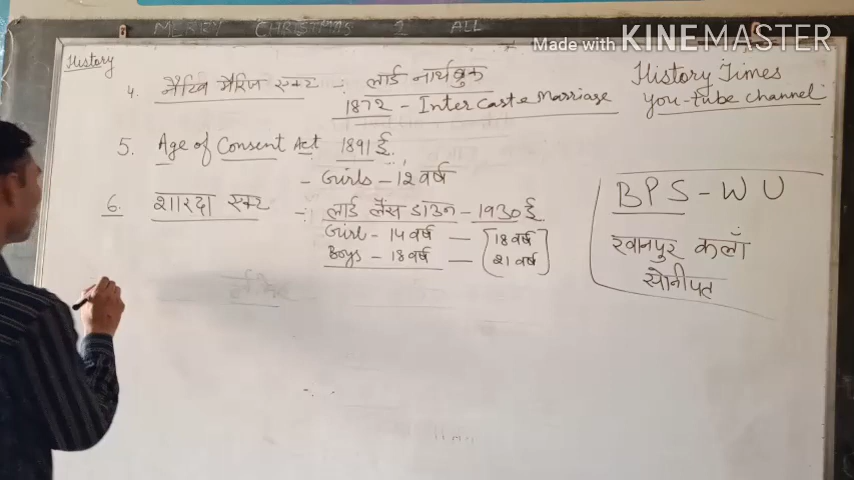 MERRY CHRISTMAS 2 ALL
Made with KINEMASTER
History
History Times
You-tube channel
4. नैटिव मैरिज एक्ट :- लार्ड नार्थब्रुक
1872 - Inter Caste Marriage
5. Age of Consent Act 1891 ई.
- Girls - 12 वर्ष
6. शारदा एक्ट :- लार्ड लैंस डाउन - 1930 ई
Girl - 14 वर्ष — [18 वर्ष
Boys - 18 वर्ष — 21 वर्ष]
BPS - WU
खानपुर कलाँ
सोनीपत